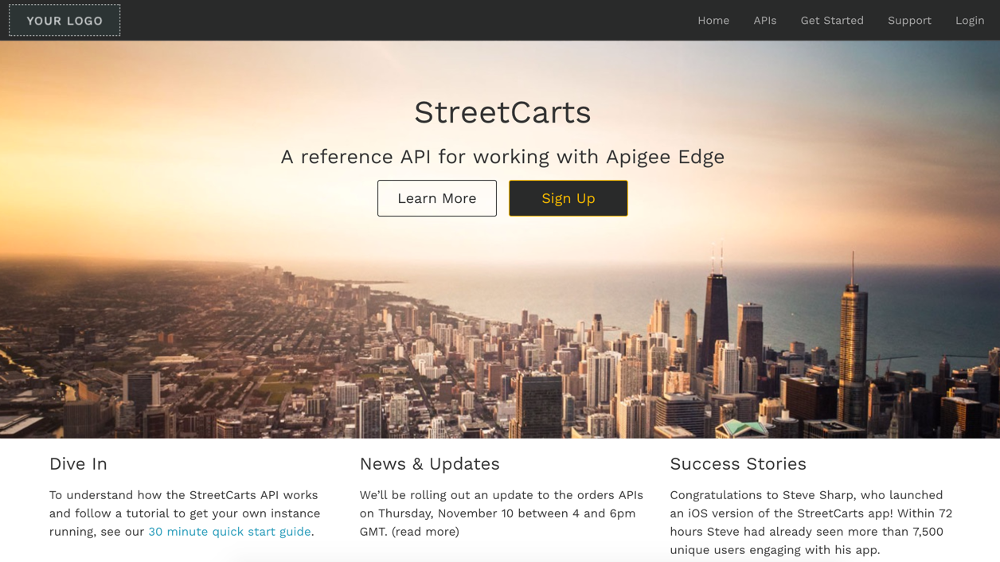 YOUR LOGO
Home
APIs
Get Started
Support
Login
StreetCarts
A reference API for working with Apigee Edge
Learn More
Sign Up
Dive In
To understand how the StreetCarts API works
and follow a tutorial to get your own instance
running, see our 30 minute quick start guide.
News & Updates
We’ll be rolling out an update to the orders APIs
on Thursday, November 10 between 4 and 6pm
GMT. (read more)
Success Stories
Congratulations to Steve Sharp, who launched
an iOS version of the StreetCarts app! Within 72
hours Steve had already seen more than 7,500
unique users engaging with his app.